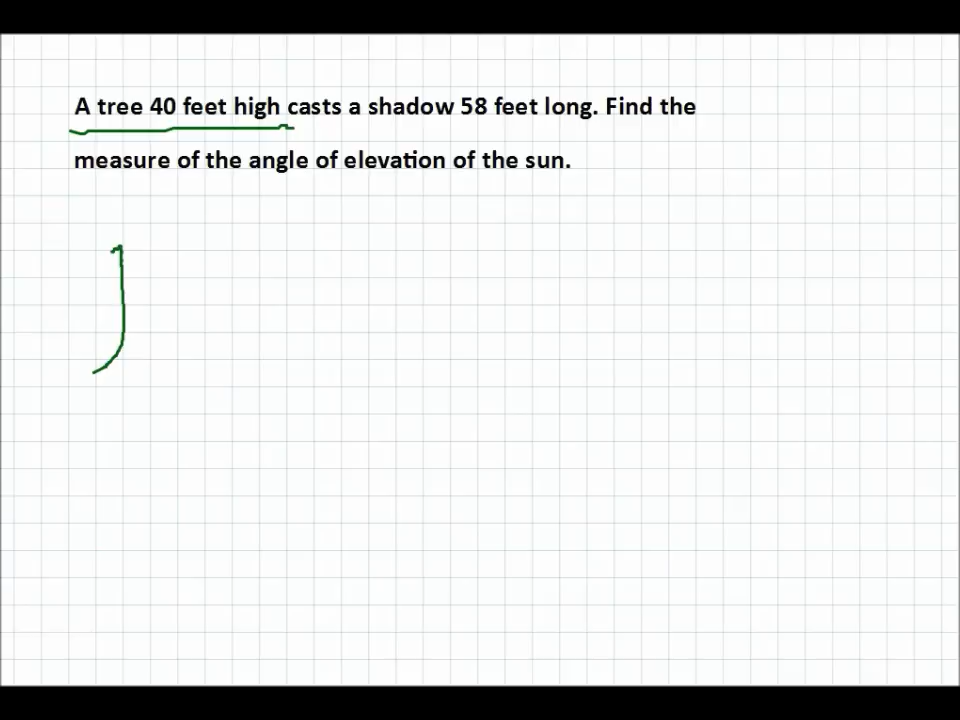 A tree 40 feet high casts a shadow 58 feet long. Find the
measure of the angle of elevation of the sun.